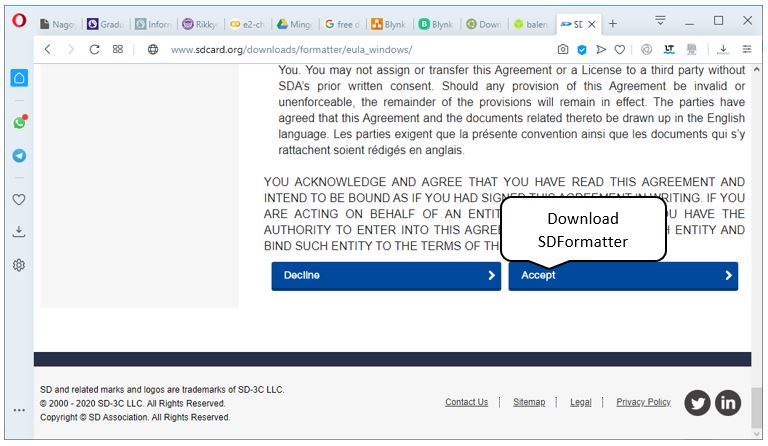 Nago
Gradu
Inforn
Rikky
e2-ch
Ming
free d
Blynk
Blynk
Down
balen
SD
www.sdcard.org/downloads/formatter/eula_windows/
You. You may not assign or transfer this Agreement or a License to a third party without
SDA's prior written consent. Should any provision of this Agreement be invalid or
unenforceable, the remainder of the provisions will remain in effect. The parties have
agreed that this Agreement and the documents related thereto be drawn up in the English
language. Les parties exigent que la présente convention ainsi que les documents qui s'y
rattachent soient rédigés en anglais.
YOU ACKNOWLEDGE AND AGREE THAT YOU HAVE READ THIS AGREEMENT AND
INTEND TO BE BOUND AS IF YOU HAD SIGNED THIS AGREEMENT IN WRITING. IF YOU
ARE ACTING ON BEHALF OF AN ENTIT OU HAVE THE
AUTHORITY TO ENTER INTO THIS AGRE H ENTITY AND
BIND SUCH ENTITY TO THE TERMS OF TH
Download
SDFormatter
Decline
Accept
SD and related marks and logos are trademarks of SD-3C LLC.
© 2000 - 2020 SD-3C LLC. All Rights Reserved.
Copyright © SD Association. All Rights Reserved.
Contact Us Sitemap Legal Privacy Policy